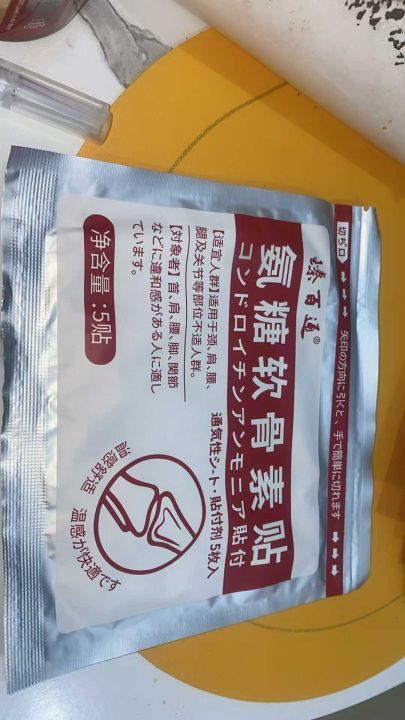 切ち口
矢印の方向に引くと、手で簡単に切れます
臻百通®
氨糖软骨素贴
コンドロイチンアンモニア貼付
通気性シート・貼付剤 5枚入
【适宜人群】适用于颈、肩、腰、
腿及关节等部位不适人群。
【対象者】首、肩、腰、脚、関節
などに違和感がある人に適し
ています。
净含量:5贴
温感舒适
温感が快適です